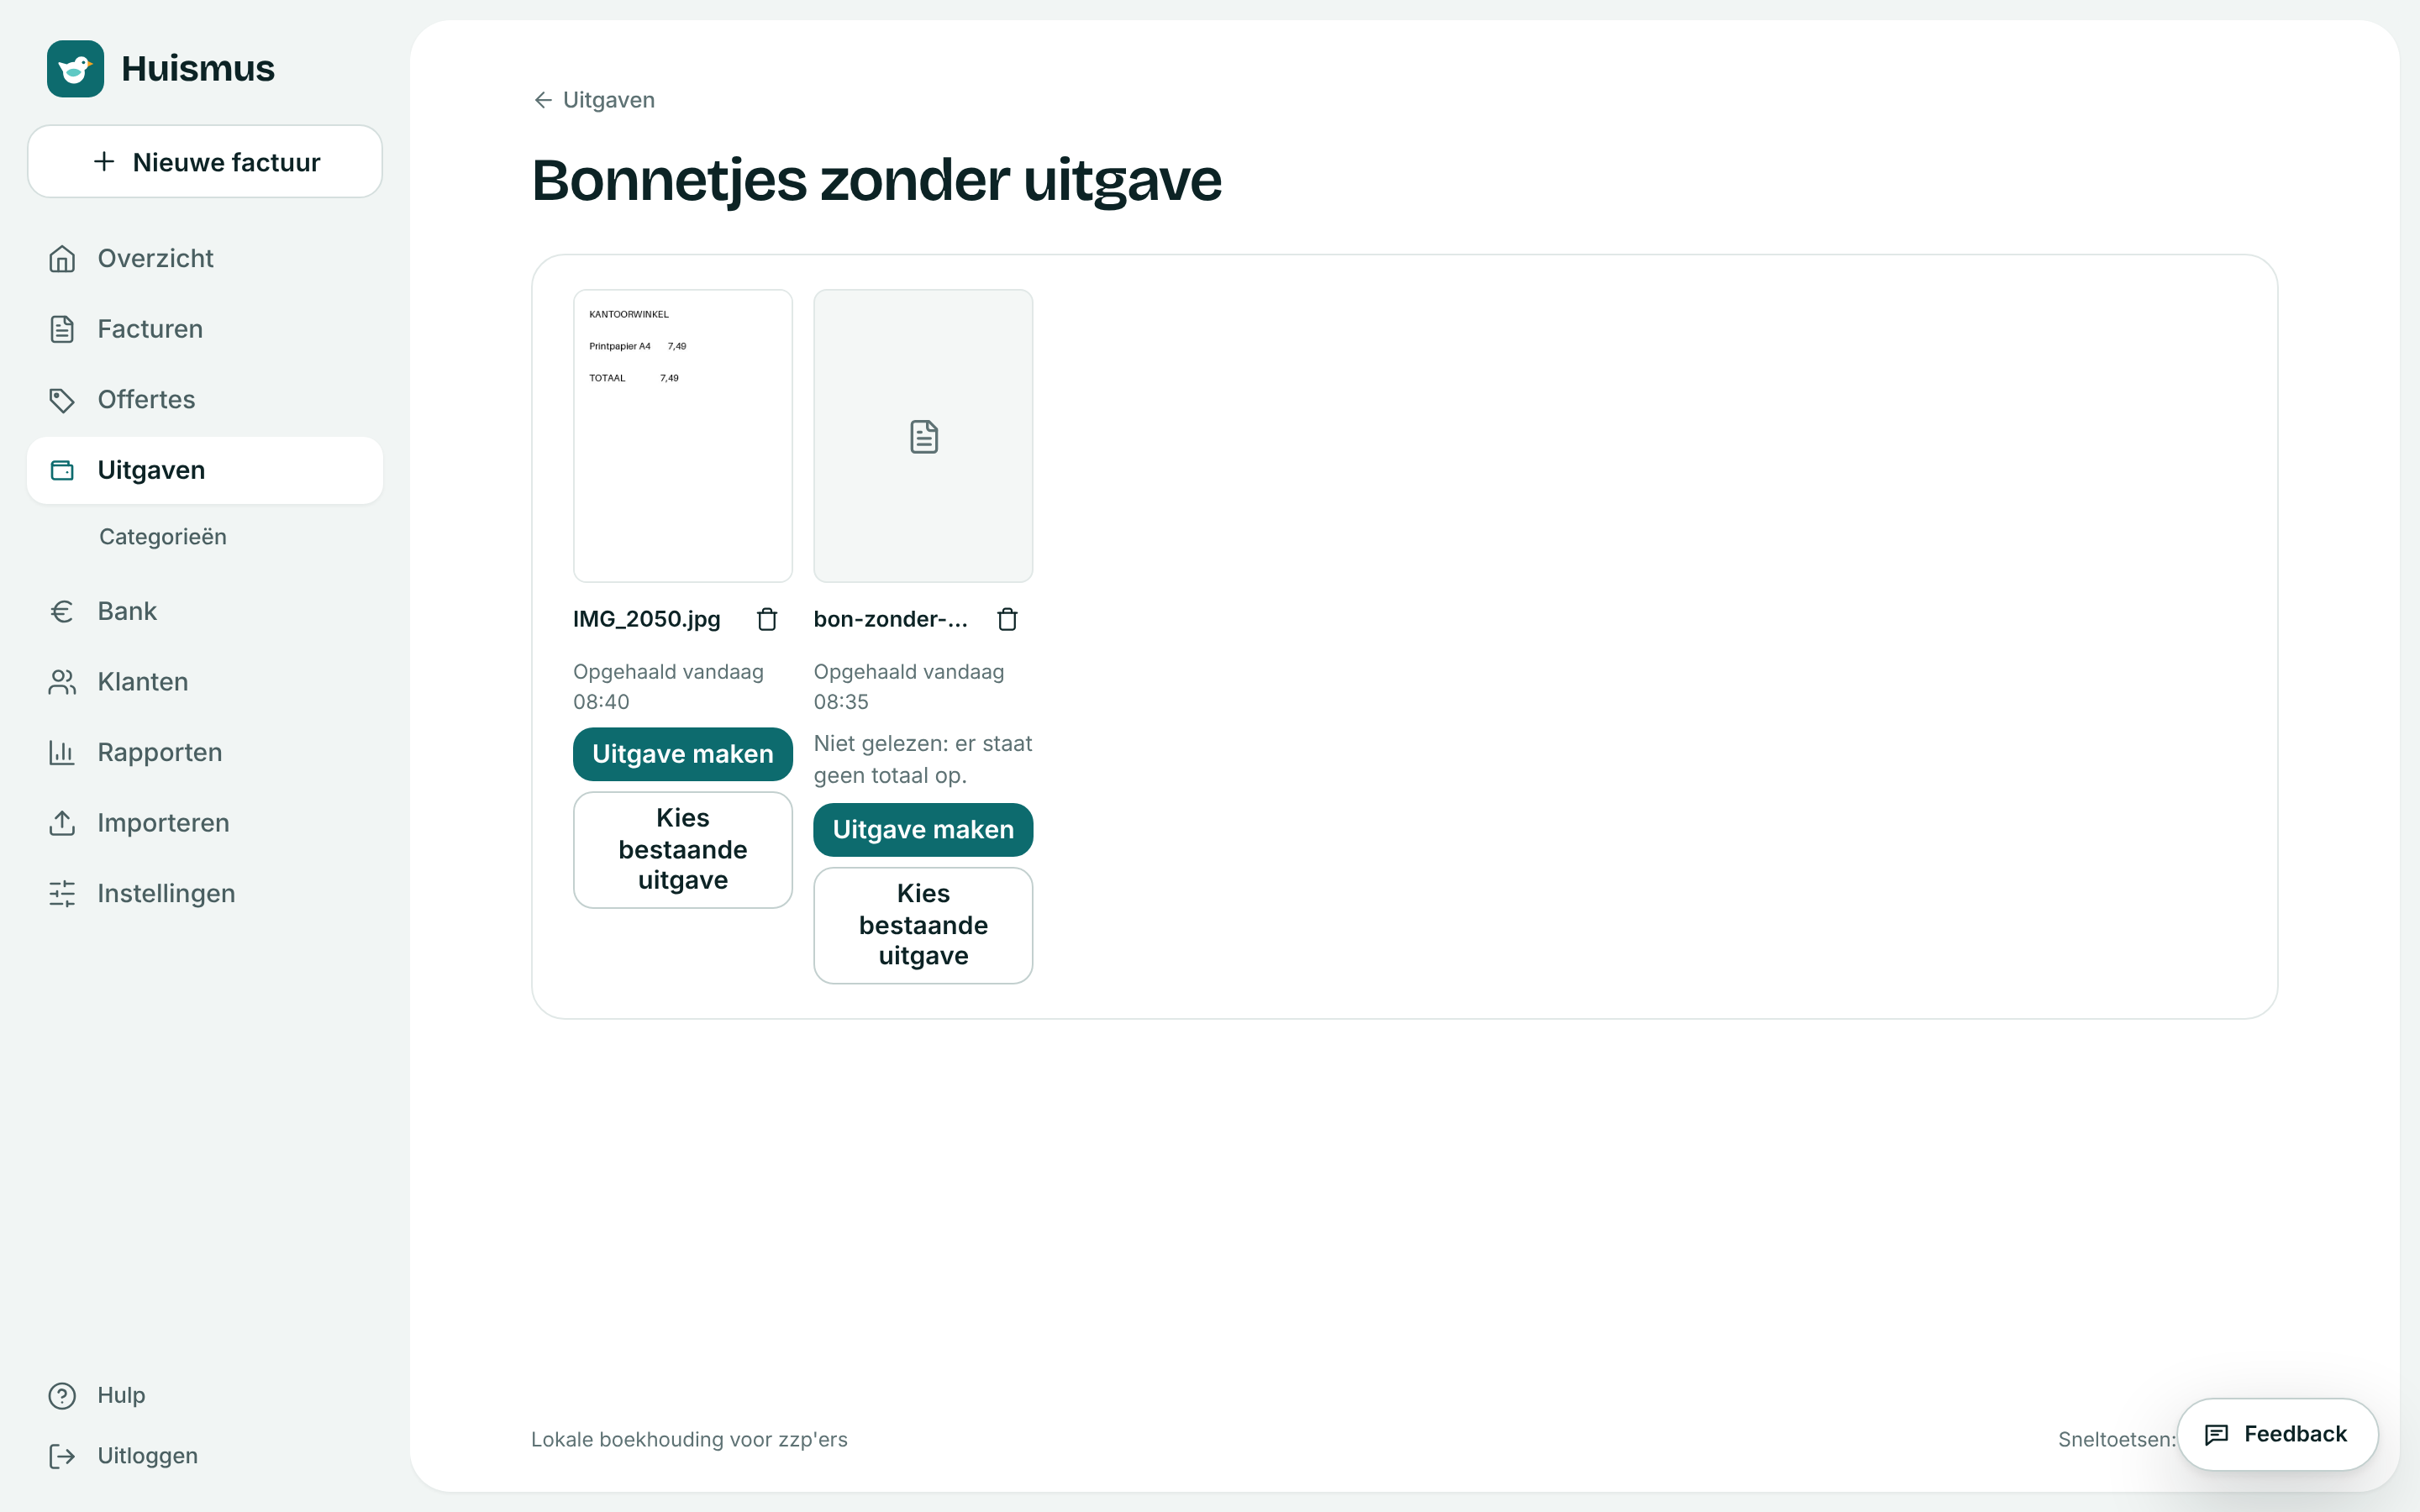 Huismus
Nieuwe factuur
Overzicht
Facturen
Offertes
Uitgaven
Categorieën
Bank
Klanten
Rapporten
Importeren
Instellingen
Hulp
Uitloggen
Uitgaven
Bonnetjes zonder uitgave
KANTOORWINKEL
Printpapier A4 7,49
TOTAAL 7,49
IMG_2050.jpg
Opgehaald vandaag
08:40
Uitgave maken
Kies
bestaande
uitgave
bon-zonder-...
Opgehaald vandaag
08:35
Niet gelezen: er staat
geen totaal op.
Uitgave maken
Kies
bestaande
uitgave
Lokale boekhouding voor zzp'ers
Sneltoetsen:
Feedback